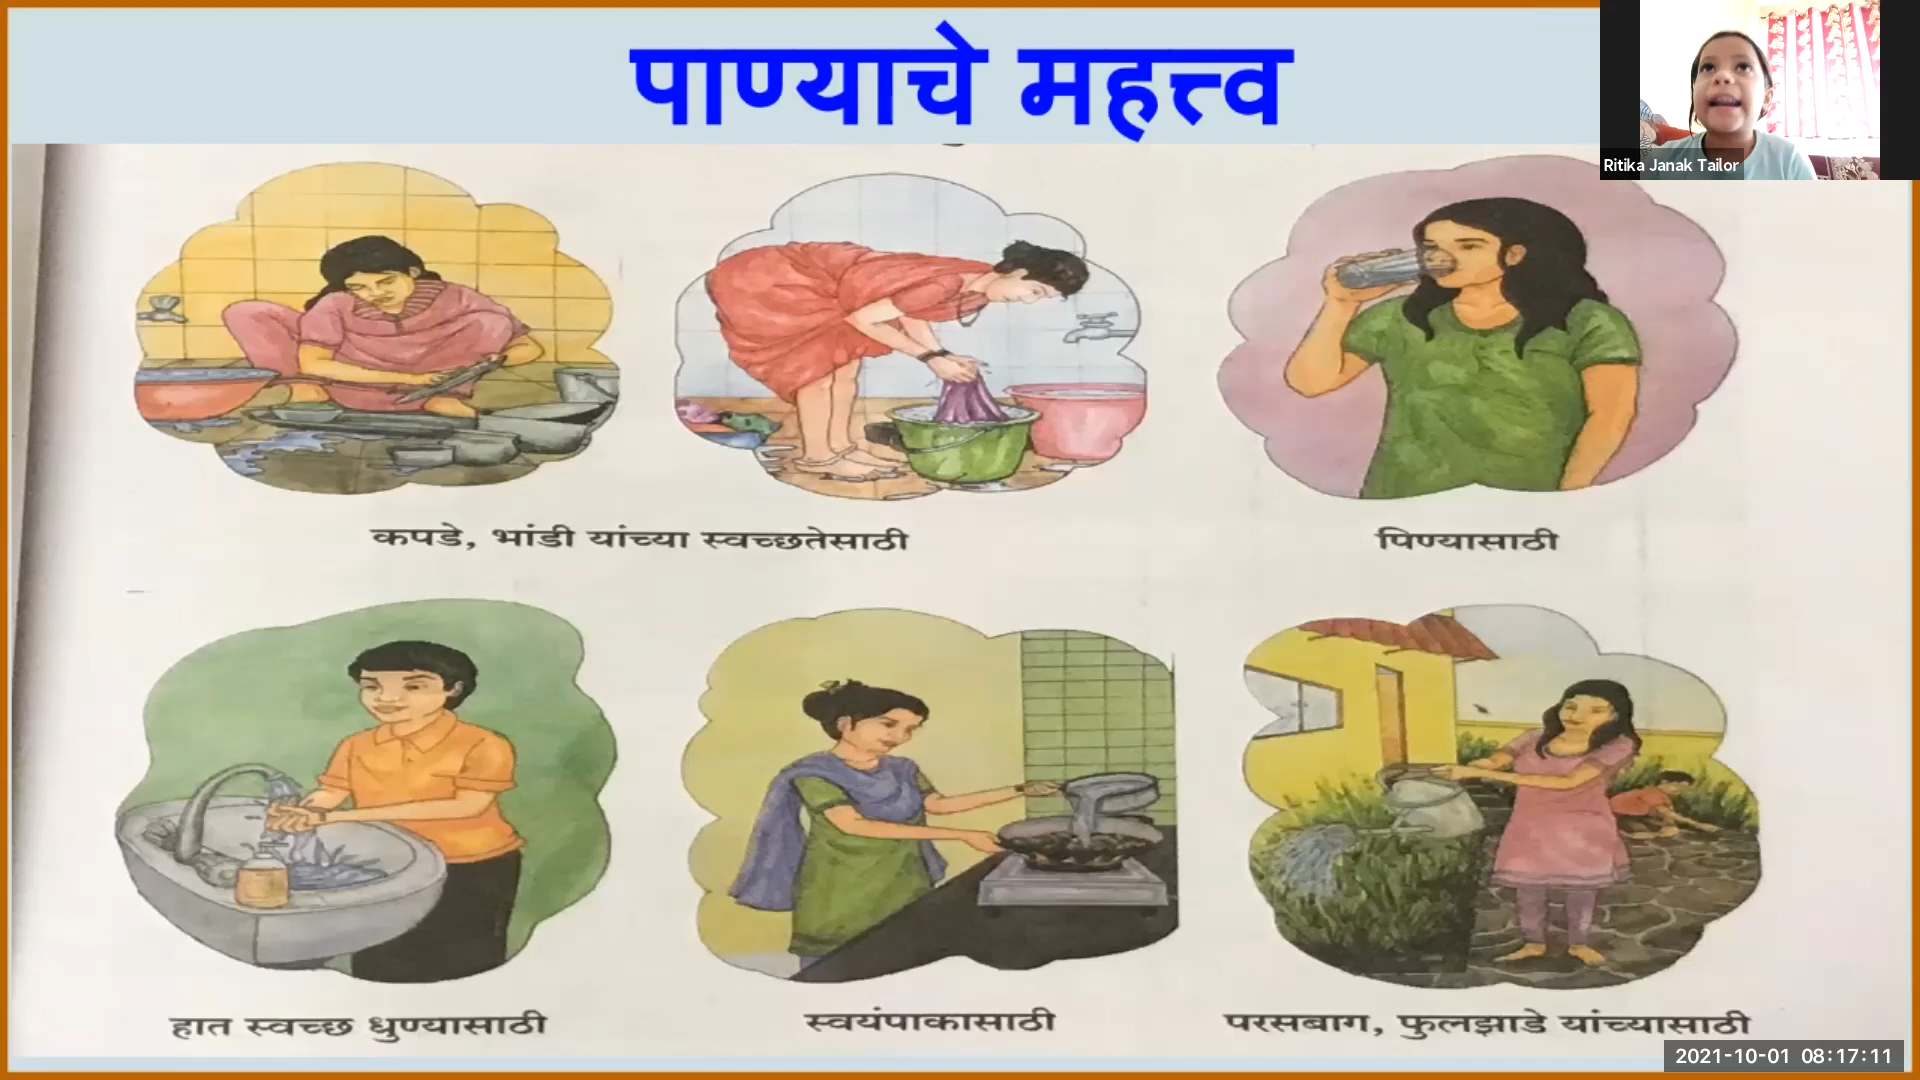 पाण्याचे महत्त्व
Ritika Janak Tailor
कपडे, भांडी यांच्या स्वच्छतेसाठी
पिण्यासाठी
हात स्वच्छ धुण्यासाठी
स्वयंपाकासाठी
परसबाग, फुलझाडे यांच्यासाठी
2021-10-01 08:17:11